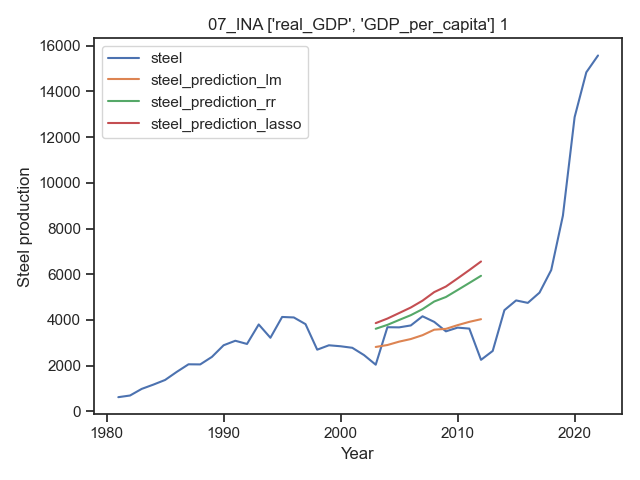 07_INA ['real_GDP', 'GDP_per_capita'] 1
steel
steel_prediction_lm
steel_prediction_rr
steel_prediction_lasso
Steel production
16000
14000
12000
10000
8000
6000
4000
2000
0
1980 1990 2000 2010 2020
Year